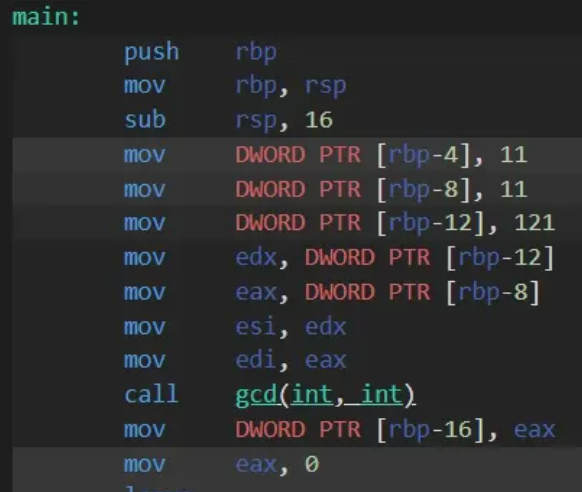 main:
push rbp
mov rbp, rsp
sub rsp, 16
mov DWORD PTR [rbp-4], 11
mov DWORD PTR [rbp-8], 11
mov DWORD PTR [rbp-12], 121
mov edx, DWORD PTR [rbp-12]
mov eax, DWORD PTR [rbp-8]
mov esi, edx
mov edi, eax
call gcd(int, int)
mov DWORD PTR [rbp-16], eax
mov eax, 0